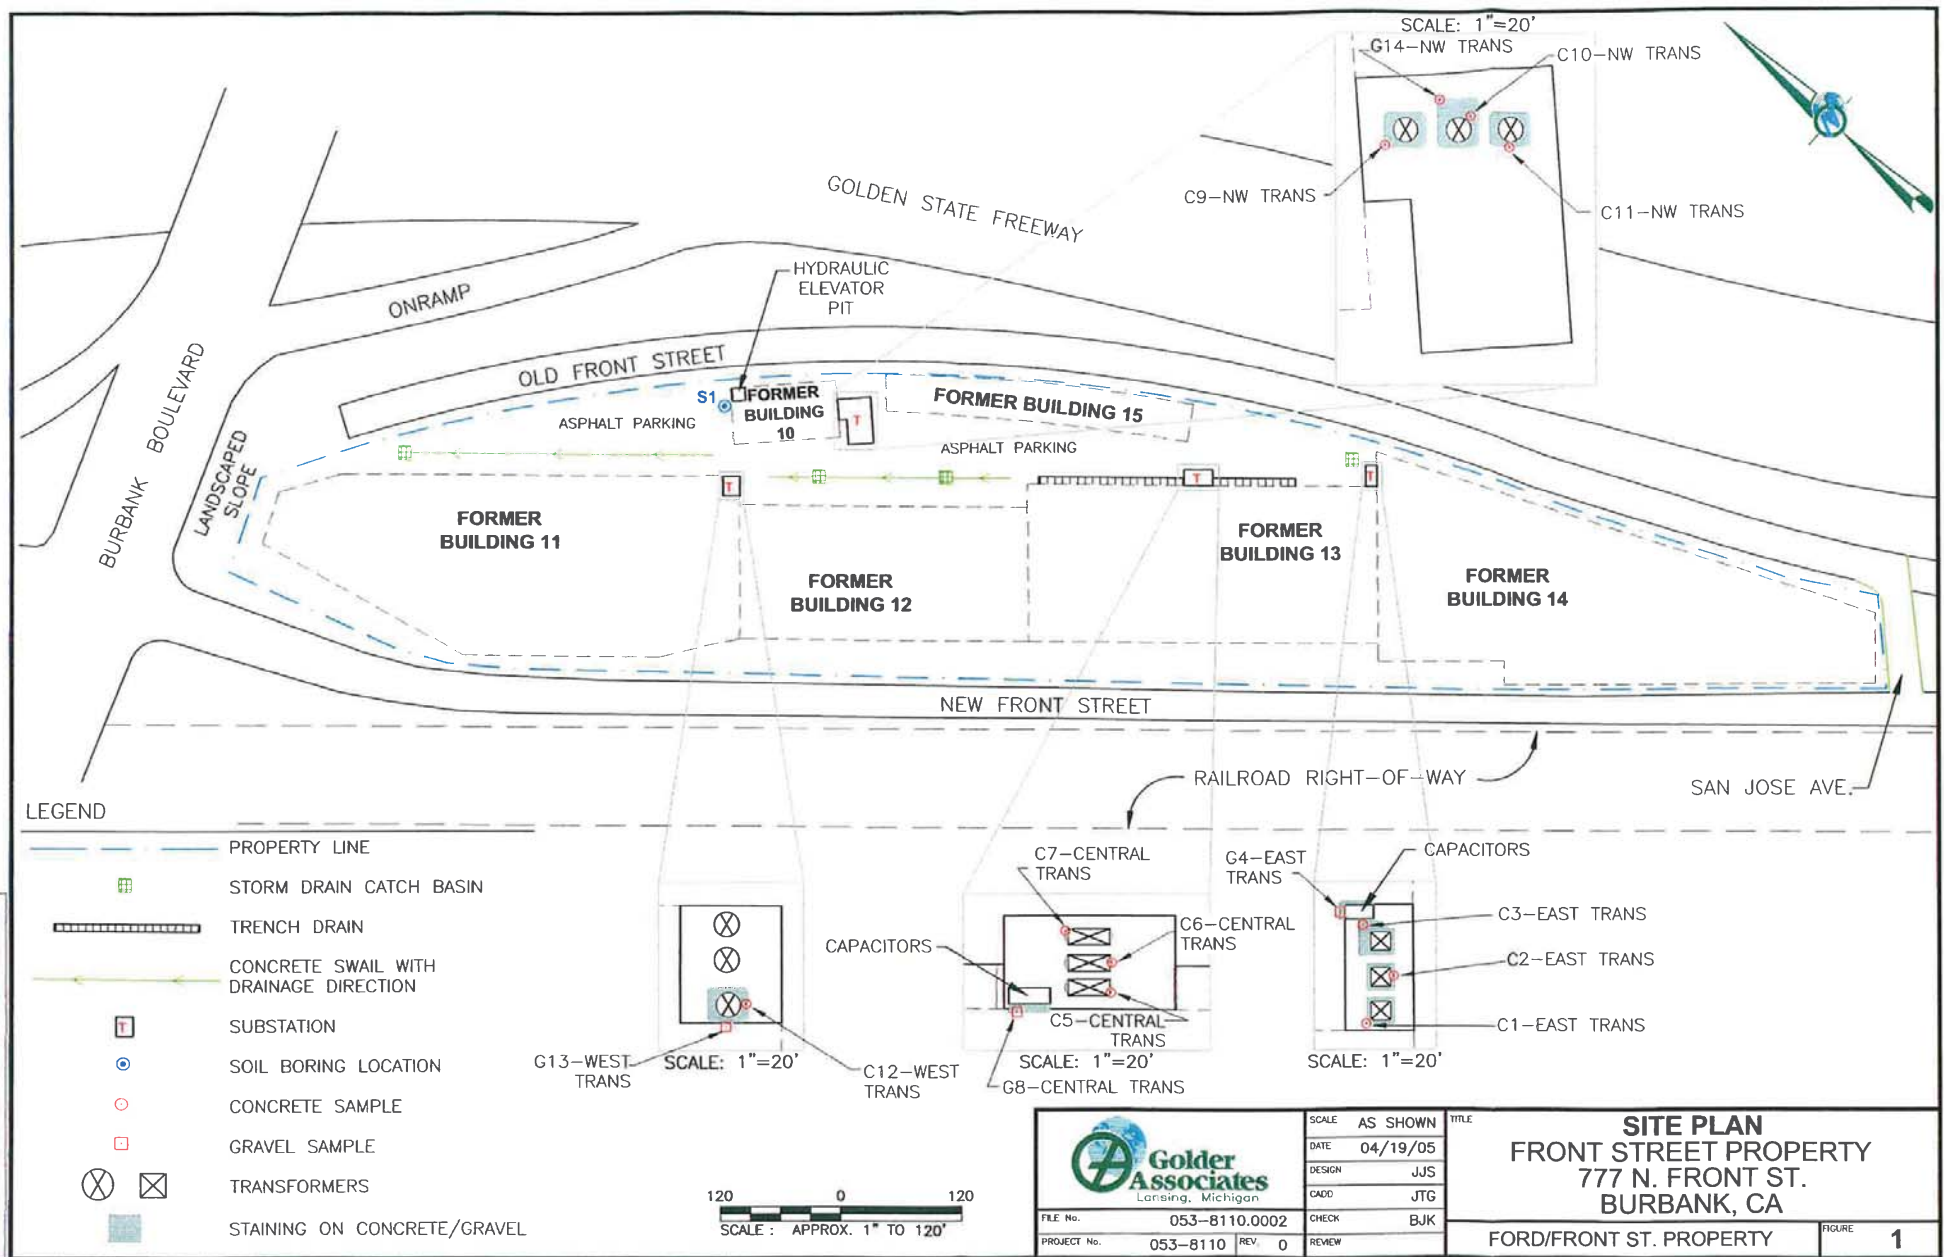 SCALE: 1"=20'
G14-NW TRANS
C10-NW TRANS
C9-NW TRANS
C11-NW TRANS
GOLDEN STATE FREEWAY
HYDRAULIC
ELEVATOR
PIT
ONRAMP
OLD FRONT STREET
BURBANK BOULEVARD
LANDSCAPED
SLOPE
S1
FORMER
BUILDING
10
T
FORMER BUILDING 15
ASPHALT PARKING
ASPHALT PARKING
T
T
T
FORMER
BUILDING 11
FORMER
BUILDING 12
FORMER
BUILDING 13
FORMER
BUILDING 14
NEW FRONT STREET
RAILROAD RIGHT-OF-WAY
SAN JOSE AVE.
LEGEND
PROPERTY LINE
STORM DRAIN CATCH BASIN
TRENCH DRAIN
CONCRETE SWAIL WITH
DRAINAGE DIRECTION
T
SUBSTATION
SOIL BORING LOCATION
CONCRETE SAMPLE
GRAVEL SAMPLE
TRANSFORMERS
STAINING ON CONCRETE/GRAVEL
G13-WEST
TRANS
SCALE: 1"=20'
C12-WEST
TRANS
C7-CENTRAL
TRANS
C6-CENTRAL
TRANS
CAPACITORS
C5-CENTRAL
TRANS
SCALE: 1"=20'
G8-CENTRAL TRANS
G4-EAST
TRANS
CAPACITORS
C3-EAST TRANS
C2-EAST TRANS
C1-EAST TRANS
SCALE: 1"=20'
120 0 120
SCALE : APPROX. 1" TO 120'
Golder
Associates
Lansing, Michigan
FILE No. 053-8110.0002
PROJECT No. 053-8110 REV. 0
SCALE AS SHOWN
DATE 04/19/05
DESIGN JJS
CADD JTG
CHECK BJK
REVIEW
TITLE
SITE PLAN
FRONT STREET PROPERTY
777 N. FRONT ST.
BURBANK, CA
FORD/FRONT ST. PROPERTY
FIGURE 1